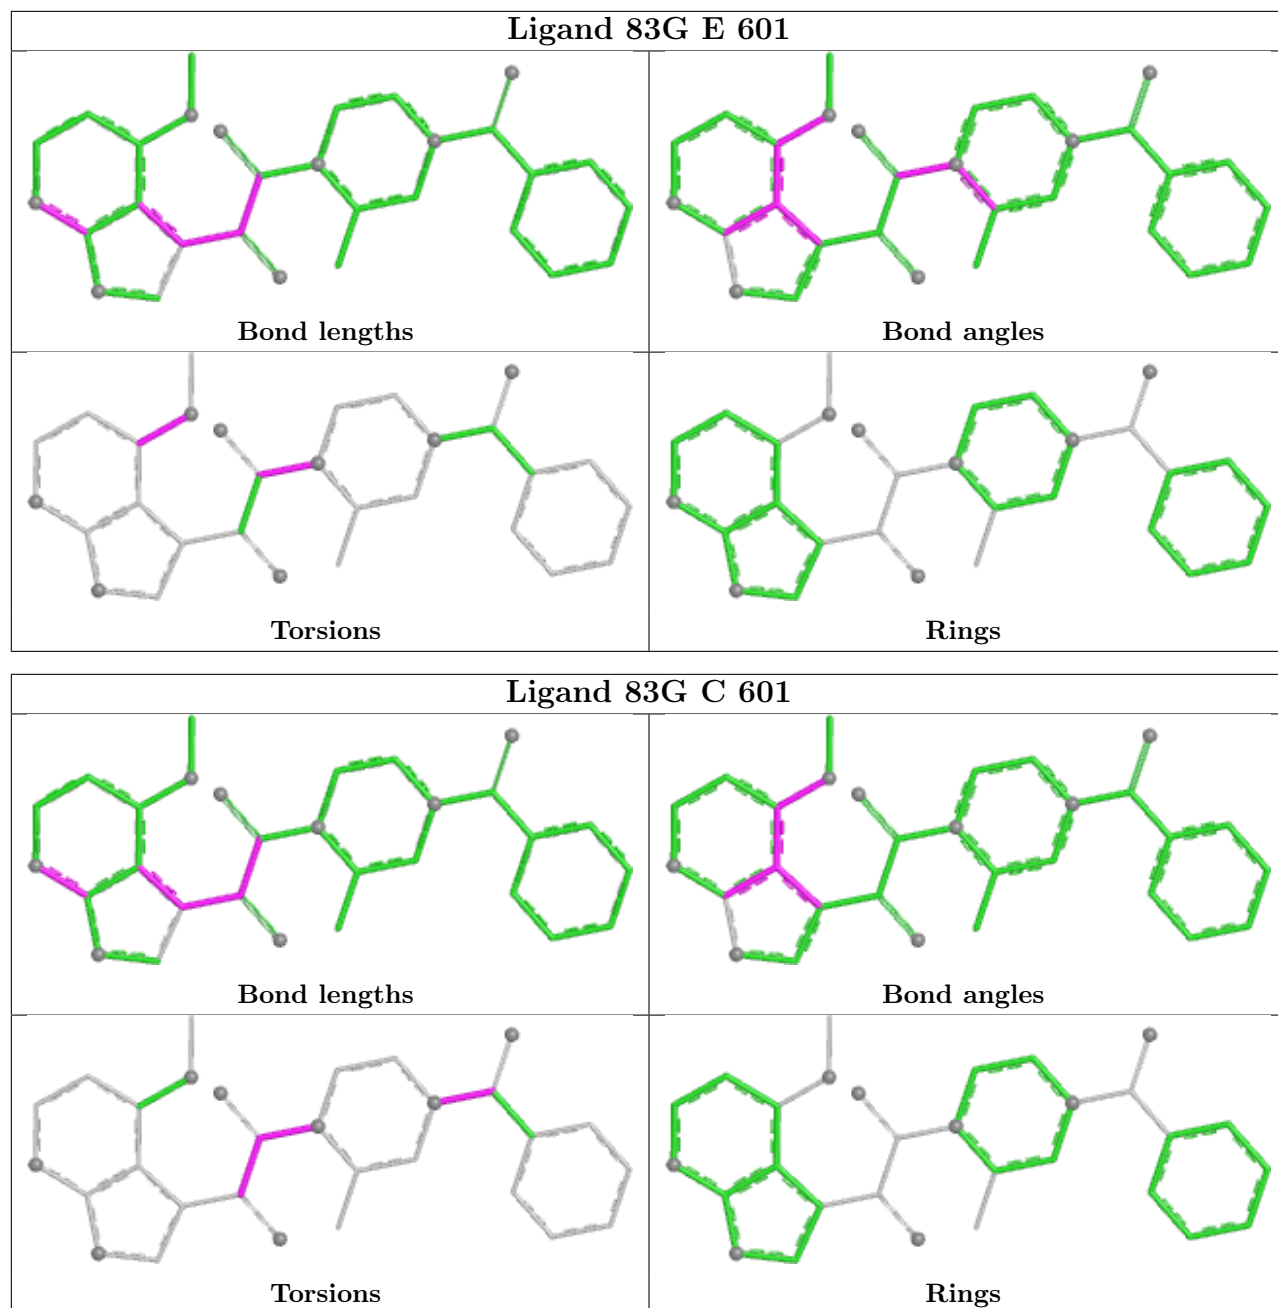 Ligand 83G E 601
Bond lengths
Bond angles
Torsions
Rings
Ligand 83G C 601
Bond lengths
Bond angles
Torsions
Rings